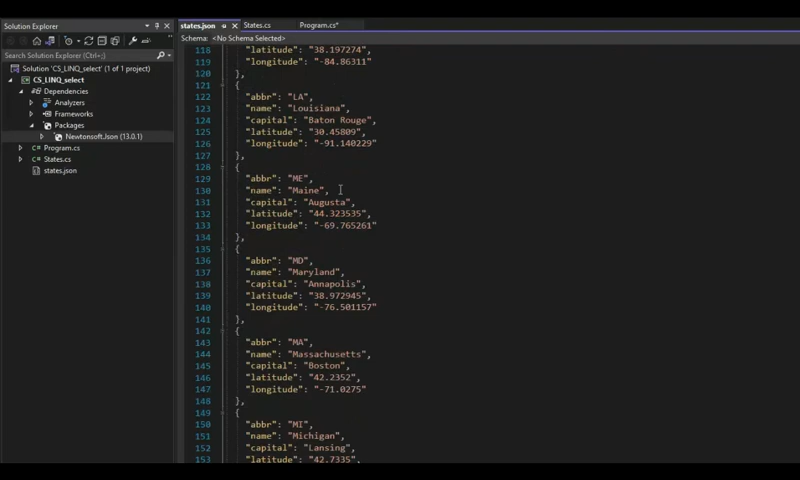 Solution Explorer
Search Solution Explorer (Ctrl+;)
Solution 'CS_LINQ_select' (1 of 1 project)
CS_LINQ_select
Dependencies
Analyzers
Frameworks
Packages
Newtonsoft.Json (13.0.1)
Program.cs
States.cs
states.json
states.json States.cs Program.cs*
Schema: <No Schema Selected>
118 "latitude": "38.197274",
119 "longitude": "-84.86311"
120 },
121 {
122 "abbr": "LA",
123 "name": "Louisiana",
124 "capital": "Baton Rouge",
125 "latitude": "30.45809",
126 "longitude": "-91.140229"
127 },
128 {
129 "abbr": "ME",
130 "name": "Maine",
131 "capital": "Augusta",
132 "latitude": "44.323535",
133 "longitude": "-69.765261"
134 },
135 {
136 "abbr": "MD",
137 "name": "Maryland",
138 "capital": "Annapolis",
139 "latitude": "38.972945",
140 "longitude": "-76.501157"
141 },
142 {
143 "abbr": "MA",
144 "name": "Massachusetts",
145 "capital": "Boston",
146 "latitude": "42.2352",
147 "longitude": "-71.0275"
148 },
149 {
150 "abbr": "MI",
151 "name": "Michigan",
152 "capital": "Lansing",
153 "latitude": "42.7335",